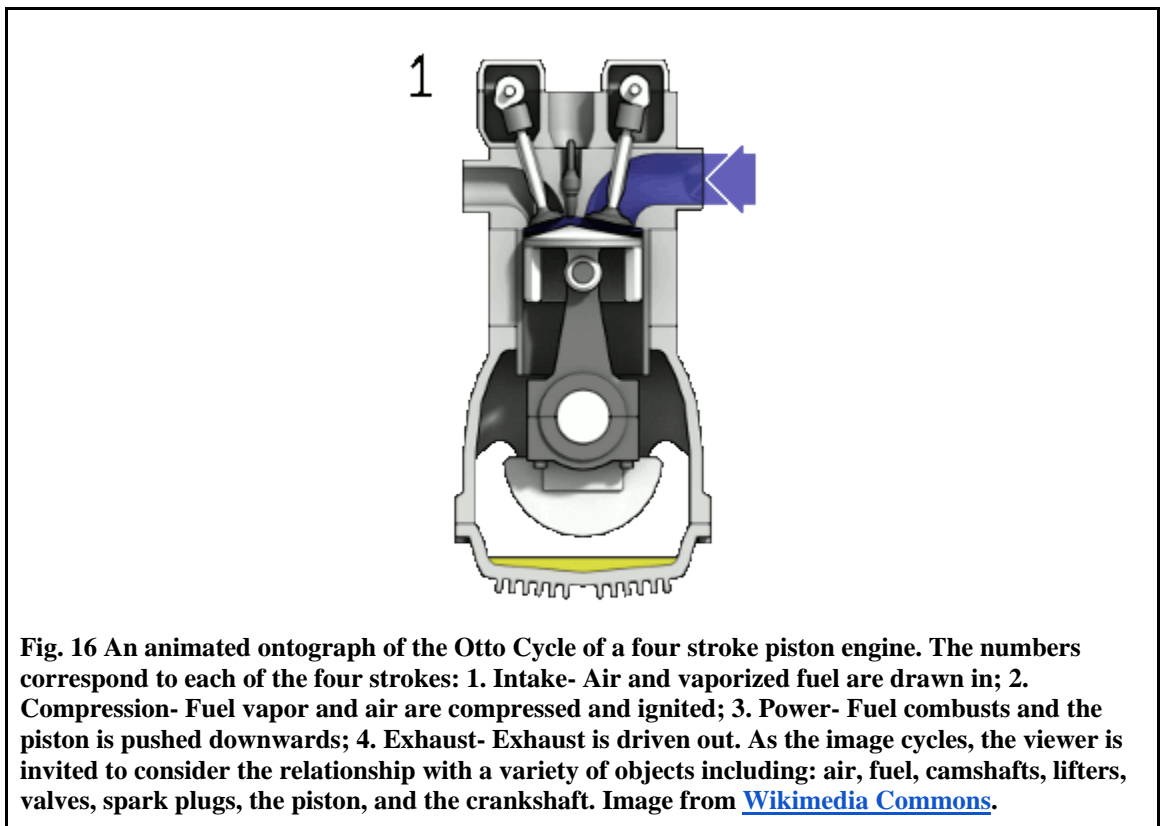 1
Fig. 16 An animated ontograph of the Otto Cycle of a four stroke piston engine. The numbers
correspond to each of the four strokes: 1. Intake- Air and vaporized fuel are drawn in; 2.
Compression- Fuel vapor and air are compressed and ignited; 3. Power- Fuel combusts and the
piston is pushed downwards; 4. Exhaust- Exhaust is driven out. As the image cycles, the viewer is
invited to consider the relationship with a variety of objects including: air, fuel, camshafts, lifters,
valves, spark plugs, the piston, and the crankshaft. Image from Wikimedia Commons.